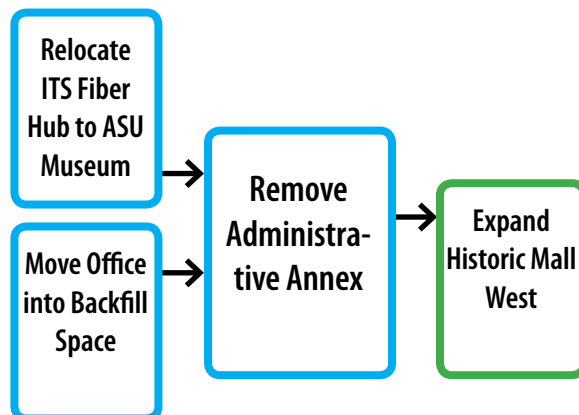 Relocate
ITS Fiber
Hub to ASU
Museum
Move Office
into Backfill
Space
Remove
Administra-
tive Annex
Expand
Historic Mall
West